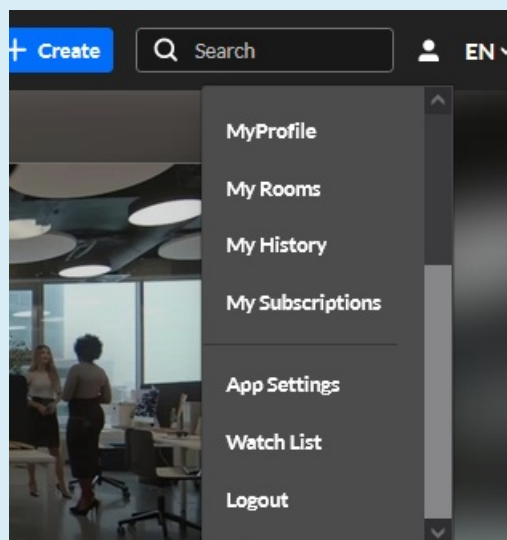 + Create
Search
EN
MyProfile
My Rooms
My History
My Subscriptions
App Settings
Watch List
Logout